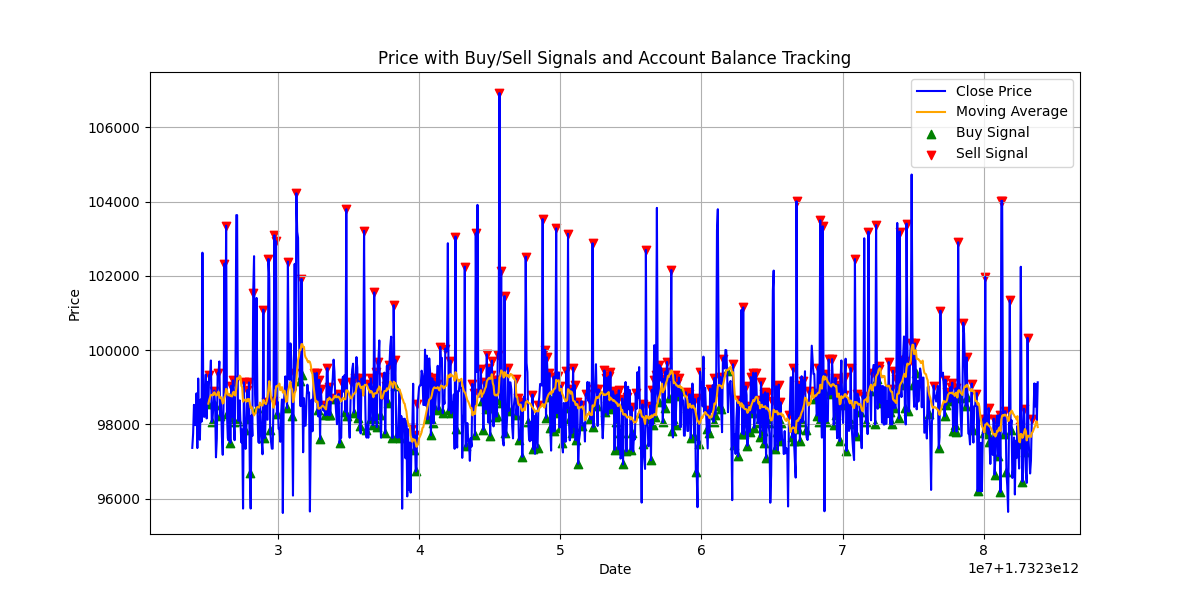 Price with Buy/Sell Signals and Account Balance Tracking
Close Price
Moving Average
Buy Signal
Sell Signal
Price
106000
104000
102000
100000
98000
96000
3 4 5 6 7 8
Date
1e7+1.7323e12